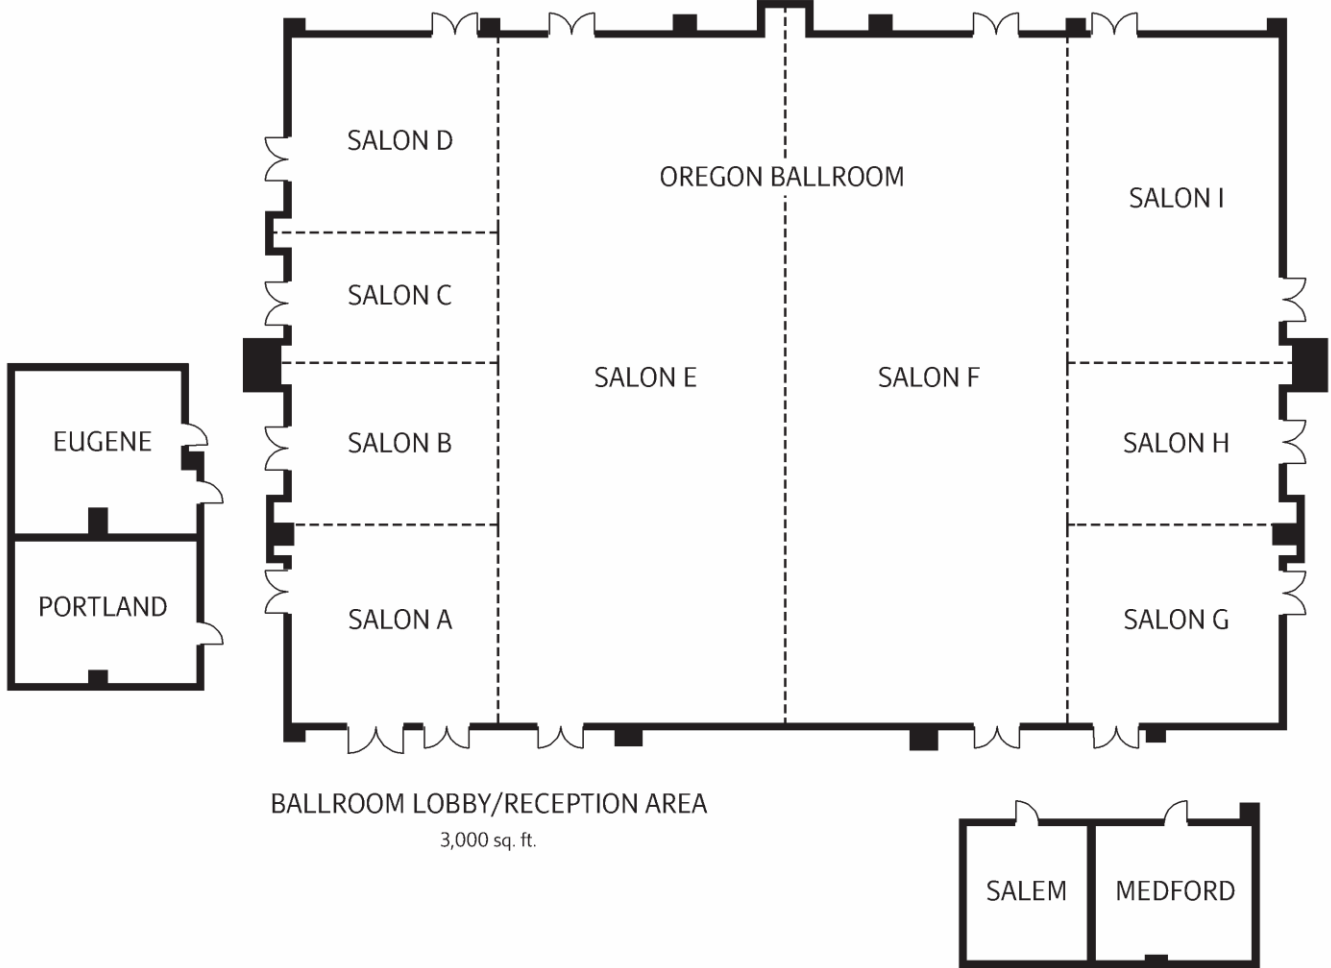 SALON D
OREGON BALLROOM
SALON I
SALON C
SALON E
SALON F
EUGENE
SALON B
SALON H
PORTLAND
SALON A
SALON G
BALLROOM LOBBY/RECEPTION AREA
3,000 sq. ft.
SALEM
MEDFORD